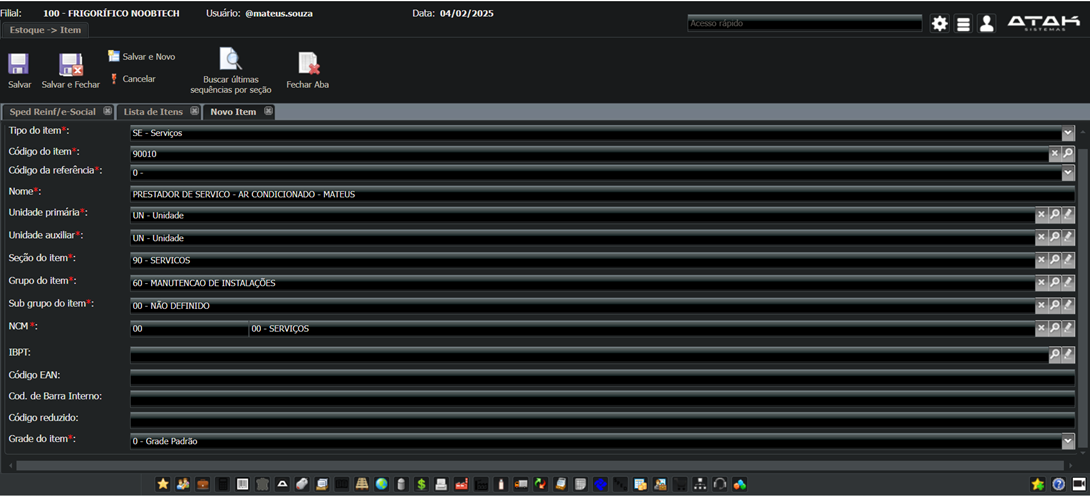 Filial: 100 - FRIGORÍFICO NOOBTECH Usuário: @mateus.souza Data: 04/02/2025
Estoque -> Item
Acesso rápido
ATAK
SISTEMAS
Salvar
Salvar e Fechar
Salvar e Novo
Cancelar
Buscar últimas
sequências por seção
Fechar Aba
Sped Reinf/e-Social Lista de Itens Novo Item
Tipo do item*: SE - Serviços
Código do item*: 90010
Código da referência*: 0 -
Nome*: PRESTADOR DE SERVICO - AR CONDICIONADO - MATEUS
Unidade primária*: UN - Unidade
Unidade auxiliar*: UN - Unidade
Seção do item*: 90 - SERVICOS
Grupo do item*: 60 - MANUTENCAO DE INSTALAÇÕES
Sub grupo do item*: 00 - NÃO DEFINIDO
NCM *: 00 00 - SERVIÇOS
IBPT:
Código EAN:
Cod. de Barra Interno:
Código reduzido:
Grade do item*: 0 - Grade Padrão